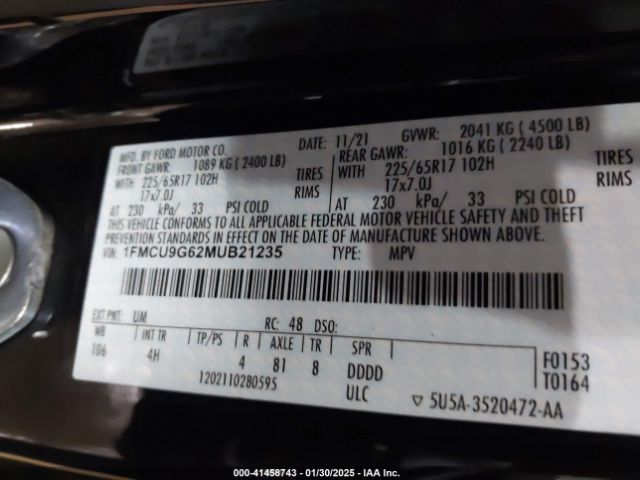 MFD. BY FORD MOTOR CO.
DATE: 11/21 GVWR: 2041 KG ( 4500 LB)
FRONT GAWR: 1089 KG ( 2400 LB) REAR GAWR: 1016 KG ( 2240 LB)
WITH 225/65R17 102H TIRES WITH 225/65R17 102H TIRES
17x7.0J RIMS 17x7.0J RIMS
AT 230 kPa/ 33 PSI COLD AT 230 kPa/ 33 PSI COLD
THIS VEHICLE CONFORMS TO ALL APPLICABLE FEDERAL MOTOR VEHICLE SAFETY AND THEFT
PREVENTION STANDARDS IN EFFECT ON THE DATE OF MANUFACTURE SHOWN ABOVE.
VIN: 1FMCU9G62MUB21235 TYPE: MPV
EXT PNT: UM RC: 48 DSO:
WB INT TR TP/PS R AXLE TR SPR
106 4H 4 81 8 DDDD
F0153
T0164
1202110280595 ULC
▽ 5U5A-3520472-AA
000-41458743 / 01/30/2025 - IAA Inc.